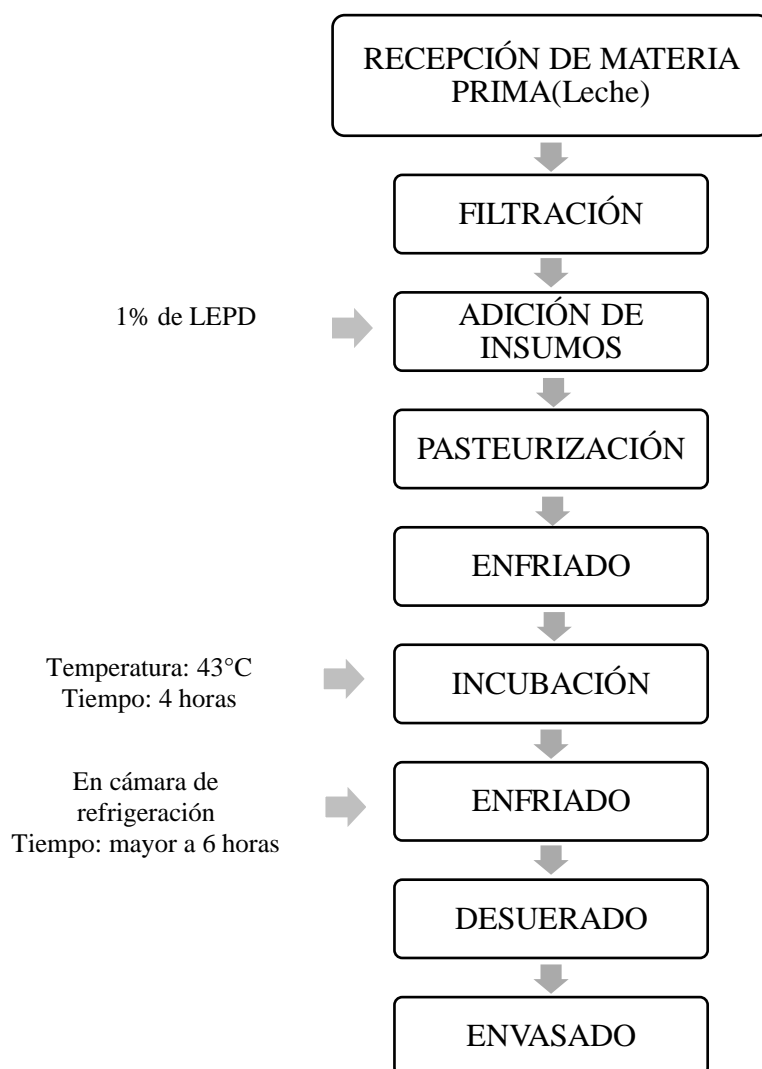 RECEPCIÓN DE MATERIA
PRIMA(Leche)
FILTRACIÓN
1% de LEPD
ADICIÓN DE
INSUMOS
PASTEURIZACIÓN
ENFRIADO
Temperatura: 43°C
Tiempo: 4 horas
INCUBACIÓN
En cámara de
refrigeración
Tiempo: mayor a 6 horas
ENFRIADO
DESUERADO
ENVASADO